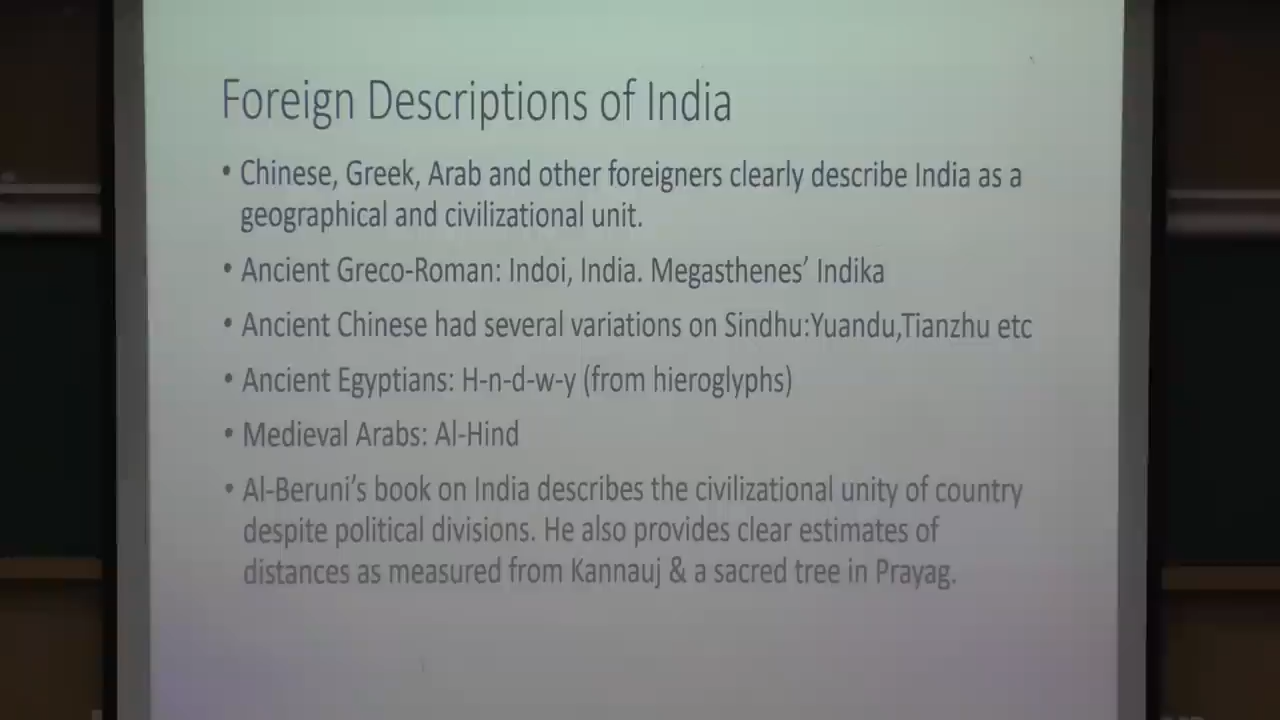 Foreign Descriptions of India
• Chinese, Greek, Arab and other foreigners clearly describe India as a
geographical and civilizational unit.
• Ancient Greco-Roman: Indoi, India. Megasthenes’ Indika
• Ancient Chinese had several variations on Sindhu:Yuandu,Tianzhu etc
• Ancient Egyptians: H-n-d-w-y (from hieroglyphs)
• Medieval Arabs: Al-Hind
• Al-Beruni’s book on India describes the civilizational unity of country
despite political divisions. He also provides clear estimates of
distances as measured from Kannauj & a sacred tree in Prayag.